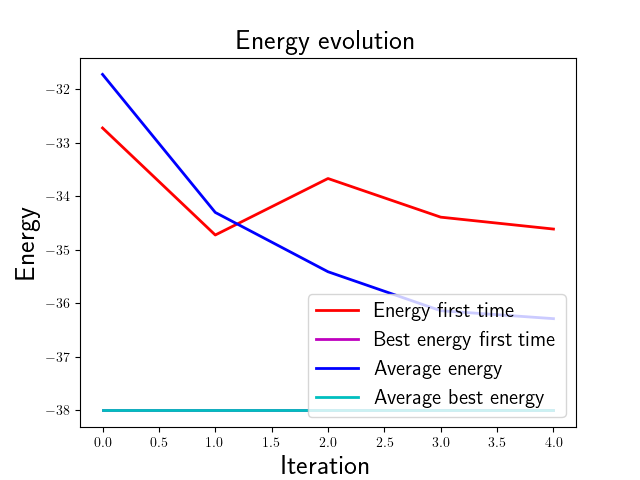 Energy evolution
Energy
−32
−33
−34
−35
−36
−37
−38
Energy first time
Best energy first time
Average energy
Average best energy
0.0 0.5 1.0 1.5 2.0 2.5 3.0 3.5 4.0
Iteration